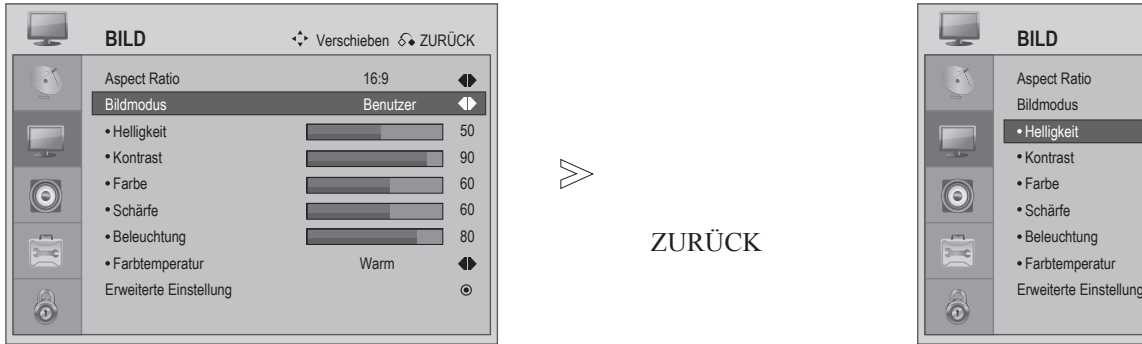 BILD Verschieben ZURÜCK
Aspect Ratio 16:9
Bildmodus Benutzer
• Helligkeit 50
• Kontrast 90
• Farbe 60
• Schärfe 60
• Beleuchtung 80
• Farbtemperatur Warm
Erweiterte Einstellung
ZURÜCK
BILD
Aspect Ratio
Bildmodus
• Helligkeit
• Kontrast
• Farbe
• Schärfe
• Beleuchtung
• Farbtemperatur
Erweiterte Einstellung